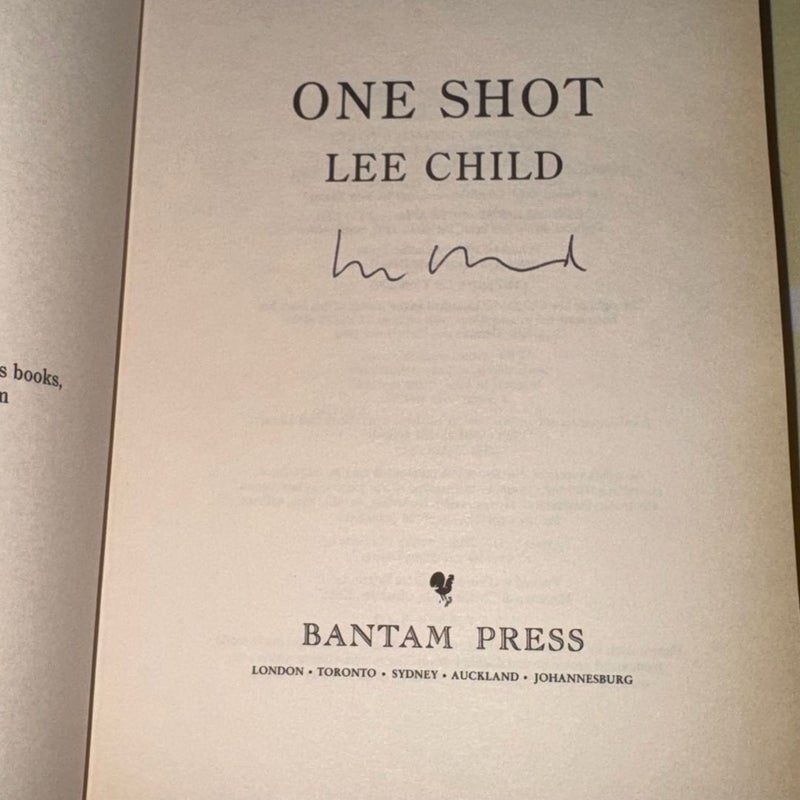 s books,
n
ONE SHOT
LEE CHILD
BANTAM PRESS
LONDON • TORONTO • SYDNEY • AUCKLAND • JOHANNESBURG